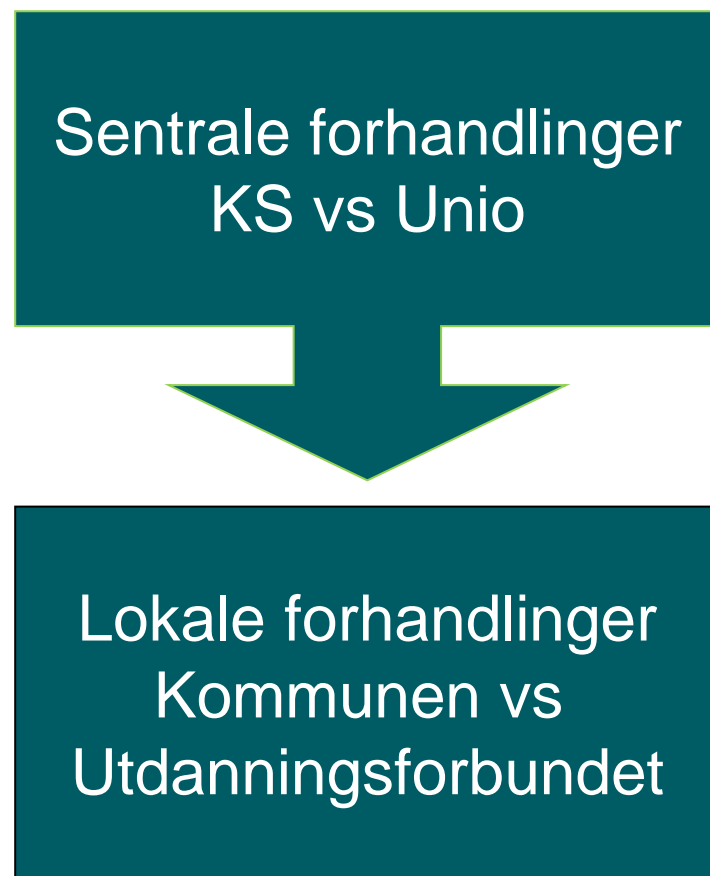 Sentrale forhandlinger
KS vs Unio
Lokale forhandlinger
Kommunen vs
Utdanningsforbundet